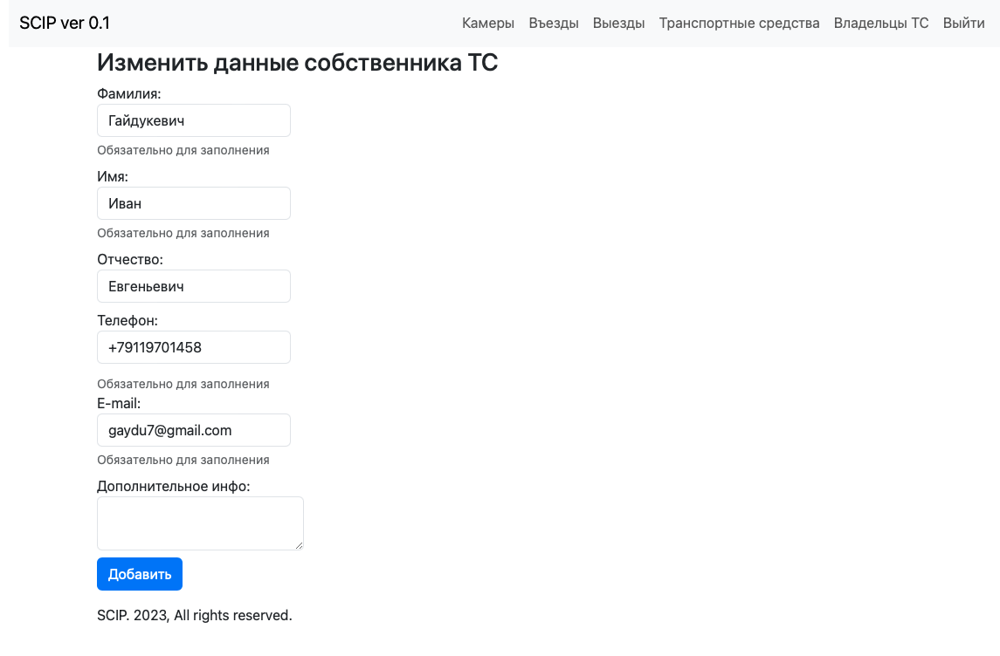 SCIP ver 0.1 Камеры Въезды Выезды Транспортные средства Владельцы ТС Выйти
Изменить данные собственника ТС
Фамилия:
Гайдукевич
Обязательно для заполнения
Имя:
Иван
Обязательно для заполнения
Отчество:
Евгеньевич
Телефон:
+79119701458
Обязательно для заполнения
E-mail:
gaydu7@gmail.com
Обязательно для заполнения
Дополнительное инфо:
Добавить
SCIP. 2023, All rights reserved.